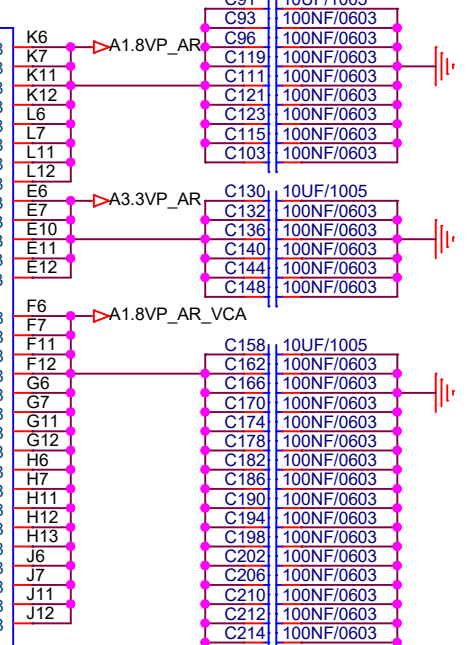 C91 10UF/1005
C93 100NF/0603
K6 A1.8VP_AR C96 100NF/0603
K7 C119 100NF/0603
K11 C111 100NF/0603
K12 C121 100NF/0603
L6 C123 100NF/0603
L7 C115 100NF/0603
L11 C103 100NF/0603
L12
E6 A3.3VP_AR C130 10UF/1005
E7 C132 100NF/0603
E10 C136 100NF/0603
E11 C140 100NF/0603
E12 C144 100NF/0603
C148 100NF/0603
F6 A1.8VP_AR_VCA
F7
F11 C158 10UF/1005
F12 C162 100NF/0603
G6 C166 100NF/0603
G7 C170 100NF/0603
G11 C174 100NF/0603
G12 C178 100NF/0603
H6 C182 100NF/0603
H7 C186 100NF/0603
H11 C190 100NF/0603
H12 C194 100NF/0603
H13 C198 100NF/0603
J6 C202 100NF/0603
J7 C206 100NF/0603
J11 C210 100NF/0603
J12 C212 100NF/0603
C214 100NF/0603